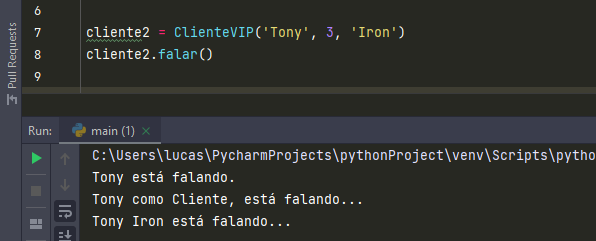 6
7 cliente2 = ClienteVIP('Tony', 3, 'Iron')
8 cliente2.falar()
9
Pull Requests
Run: main (1) ×
C:\Users\lucas\PycharmProjects\pythonProject\venv\Scripts\pytho
Tony está falando.
Tony como Cliente, está falando...
Tony Iron está falando...